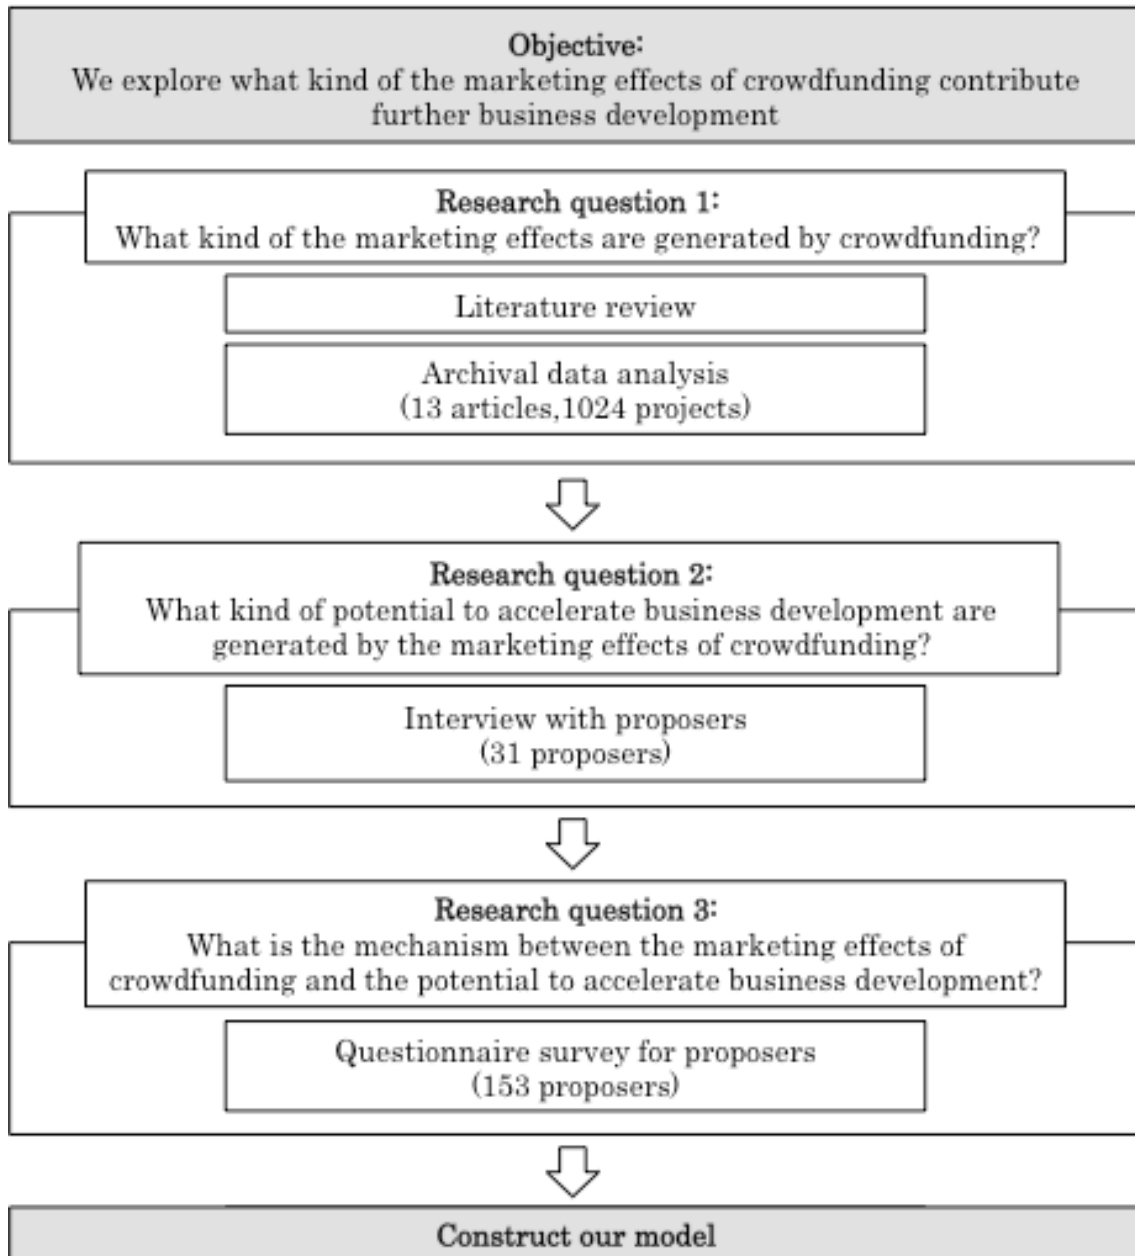 Objective:
We explore what kind of the marketing effects of crowdfunding contribute
further business development
Research question 1:
What kind of the marketing effects are generated by crowdfunding?
Literature review
Archival data analysis
(13 articles,1024 projects)
Research question 2:
What kind of potential to accelerate business development are
generated by the marketing effects of crowdfunding?
Interview with proposers
(31 proposers)
Research question 3:
What is the mechanism between the marketing effects of
crowdfunding and the potential to accelerate business development?
Questionnaire survey for proposers
(153 proposers)
Construct our model